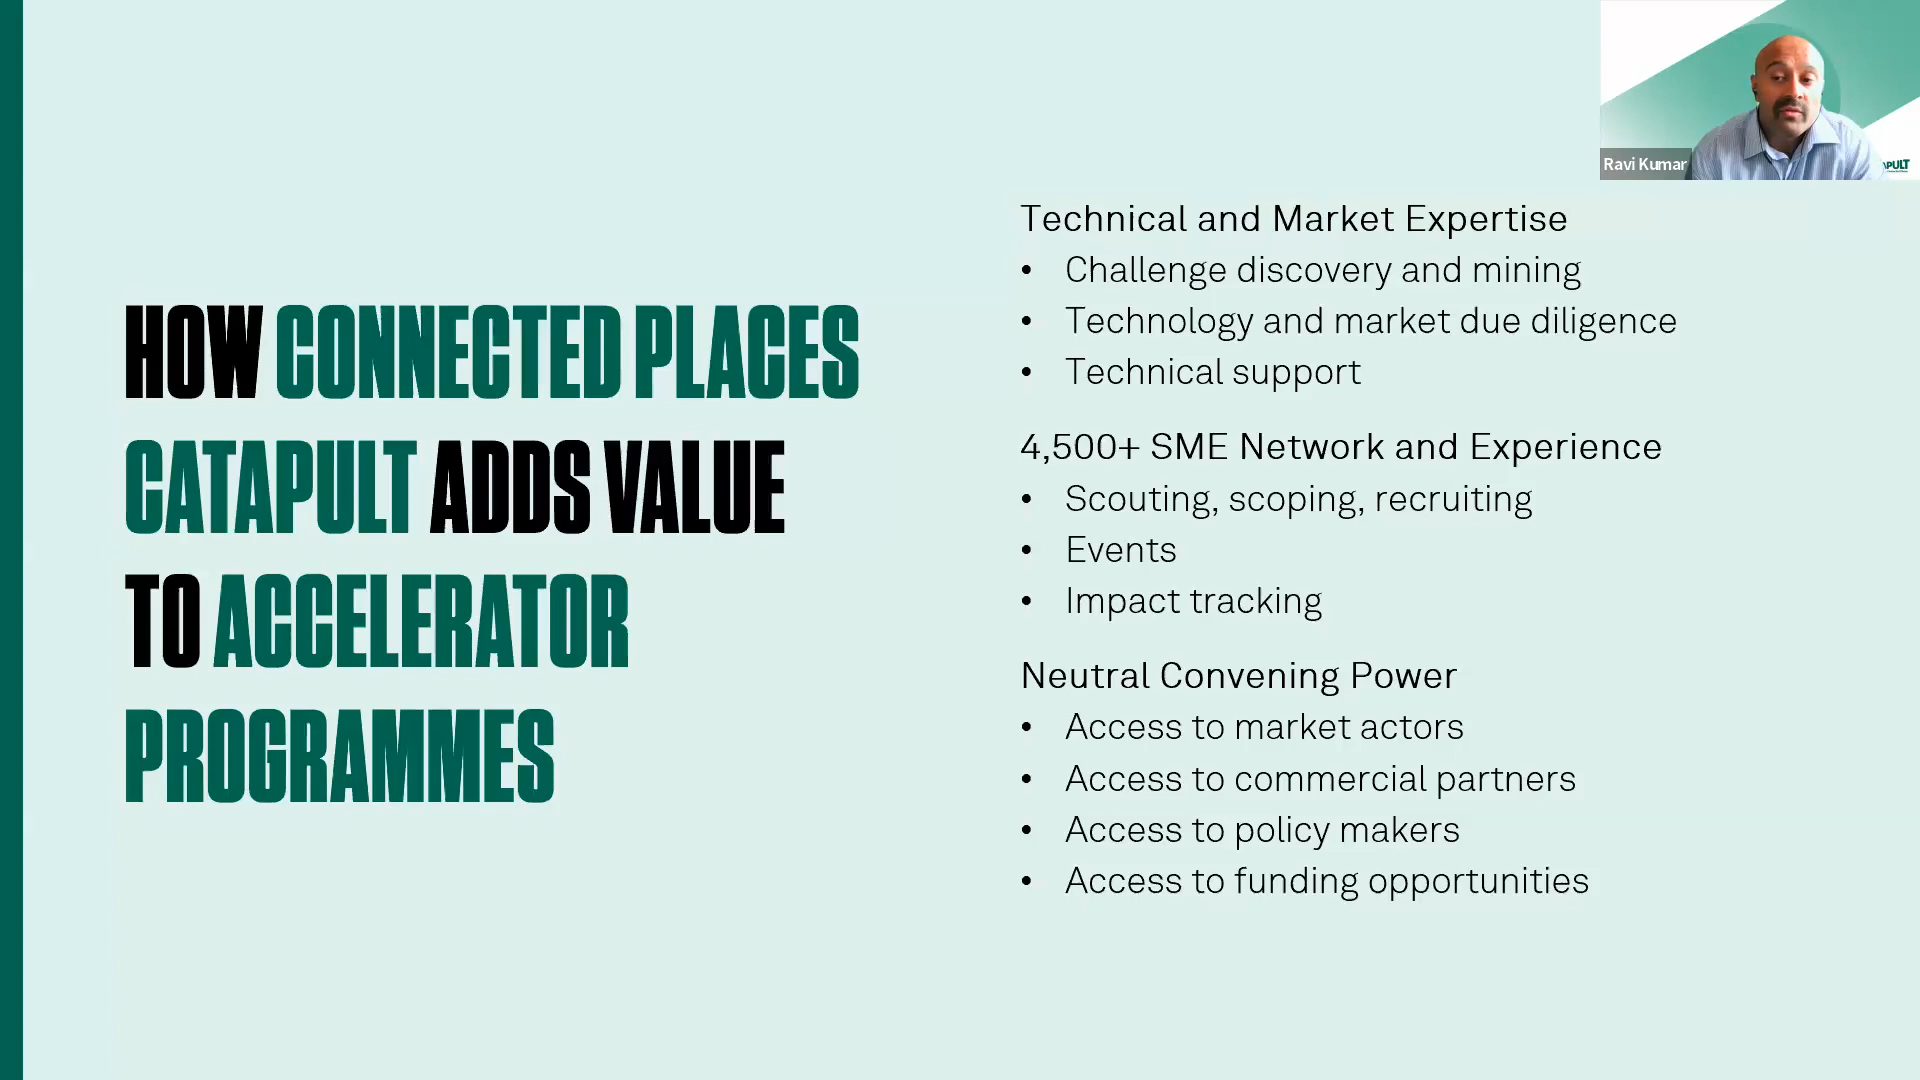 HOW CONNECTED PLACES
CATAPULT ADDS VALUE
TO ACCELERATOR
PROGRAMMES
Technical and Market Expertise
• Challenge discovery and mining
• Technology and market due diligence
• Technical support
4,500+ SME Network and Experience
• Scouting, scoping, recruiting
• Events
• Impact tracking
Neutral Convening Power
• Access to market actors
• Access to commercial partners
• Access to policy makers
• Access to funding opportunities
Ravi Kumar
APULT